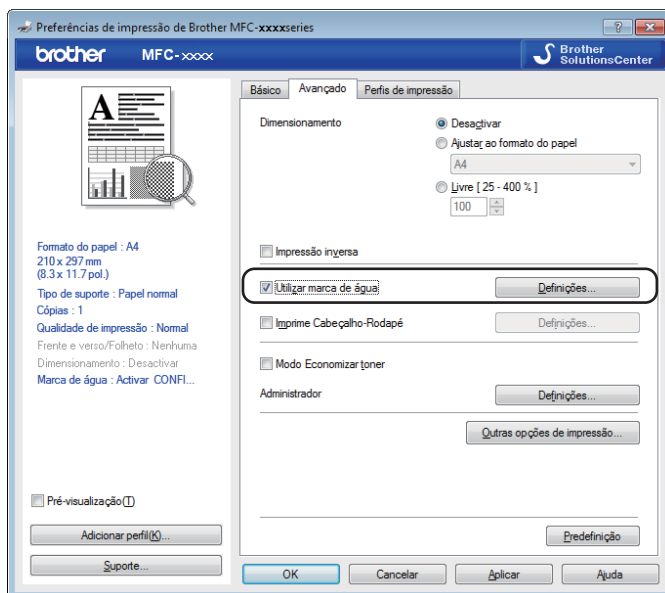 Preferências de impressão de Brother MFC-xxxxseries
brother MFC-xxxx
Brother
SolutionsCenter
Básico Avançado Perfis de impressão
Dimensionamento
Desactivar
Ajustar ao formato do papel
A4
Livre [ 25 - 400 % ]
100
Impressão inversa
Utilizar marca de água
Definições...
Imprime Cabeçalho-Rodapé
Definições...
Modo Economizar toner
Administrador
Definições...
Outras opções de impressão...
Predefinição
A
Formato do papel : A4
210 x 297 mm
(8.3 x 11.7 pol.)
Tipo de suporte : Papel normal
Cópias : 1
Qualidade de impressão : Normal
Frente e verso/Folheto : Nenhuma
Dimensionamento : Desactivar
Marca de água : Activar CONFI...
Pré-visualização(T)
Adicionar perfil(K)...
Suporte...
OK Cancelar Aplicar Ajuda